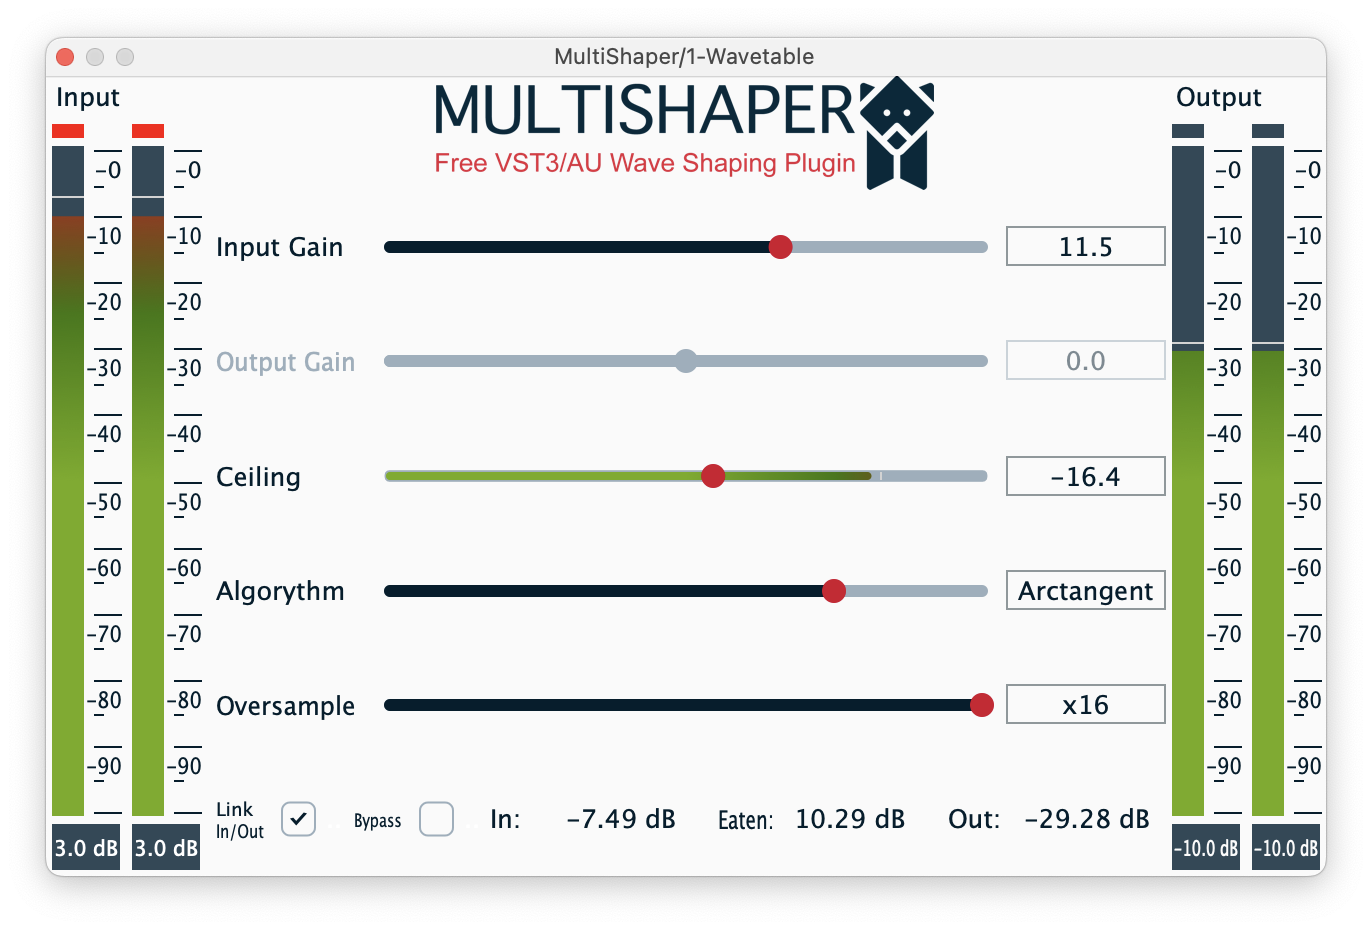 MultiShaper/1-Wavetable
Input
MULTISHAPER
Free VST3/AU Wave Shaping Plugin
Output
-0 -0
-10 -10
-20 -20
-30 -30
-40 -40
-50 -50
-60 -60
-70 -70
-80 -80
-90 -90
3.0 dB 3.0 dB
Input Gain 11.5
Output Gain 0.0
Ceiling -16.4
Algorythm Arctangent
Oversample x16
Link
In/Out
Bypass
In: -7.49 dB
Eaten: 10.29 dB
Out: -29.28 dB
-0 -0
-10 -10
-20 -20
-30 -30
-40 -40
-50 -50
-60 -60
-70 -70
-80 -80
-90 -90
-10.0 dB -10.0 dB